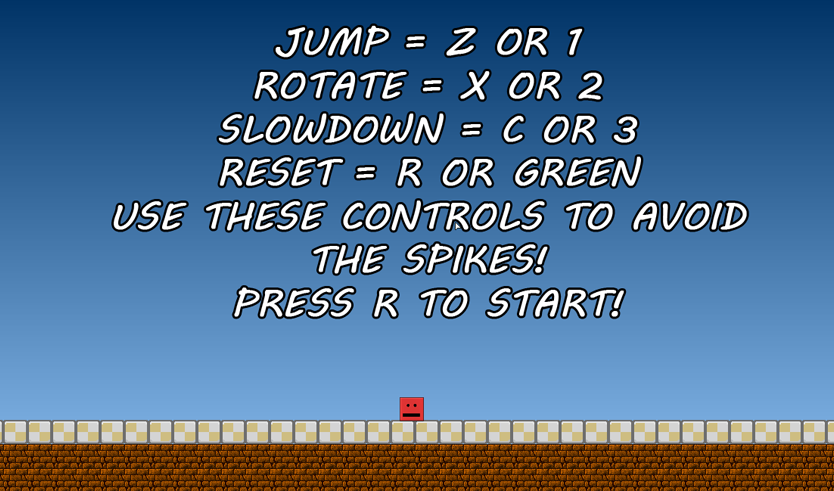 JUMP = Z OR 1
ROTATE = X OR 2
SLOWDOWN = C OR 3
RESET = R OR GREEN
USE THESE CONTROLS TO AVOID
THE SPIKES!
PRESS R TO START!